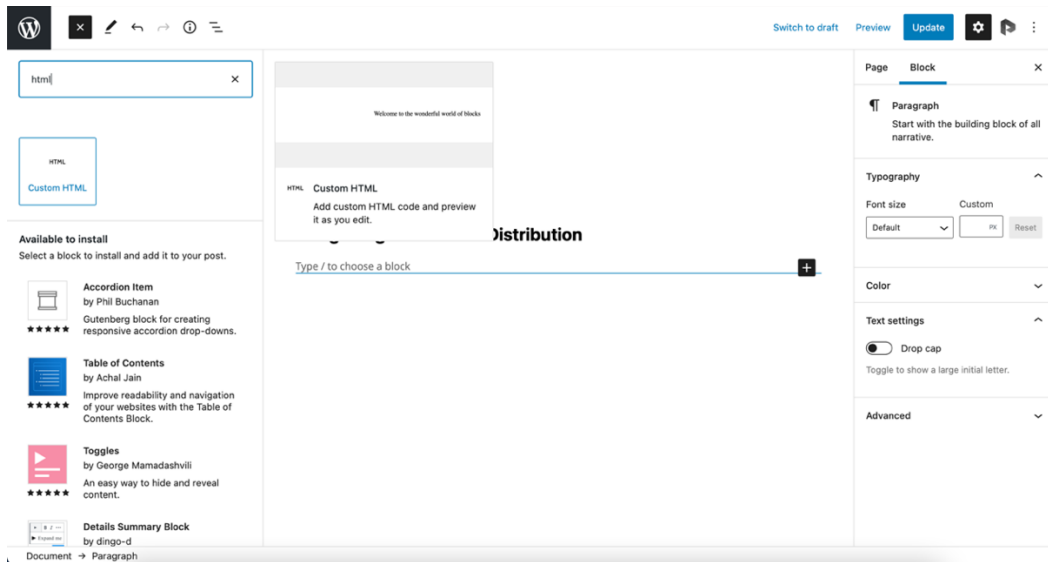 Switch to draft Preview Update
html
HTML
Custom HTML
Available to install
Select a block to install and add it to your post.
Accordion Item
by Phil Buchanan
Gutenberg block for creating
responsive accordion drop-downs.
Table of Contents
by Achal Jain
Improve readability and navigation
of your websites with the Table of
Contents Block.
Toggles
by George Mamadashvili
An easy way to hide and reveal
content.
Details Summary Block
by dingo-d
Welcome to the wonderful world of blocks
HTML Custom HTML
Add custom HTML code and preview
it as you edit.
Distribution
Type / to choose a block
Page Block
Paragraph
Start with the building block of all
narrative.
Typography
Font size Custom
Default PX Reset
Color
Text settings
Drop cap
Toggle to show a large initial letter.
Advanced
Document → Paragraph